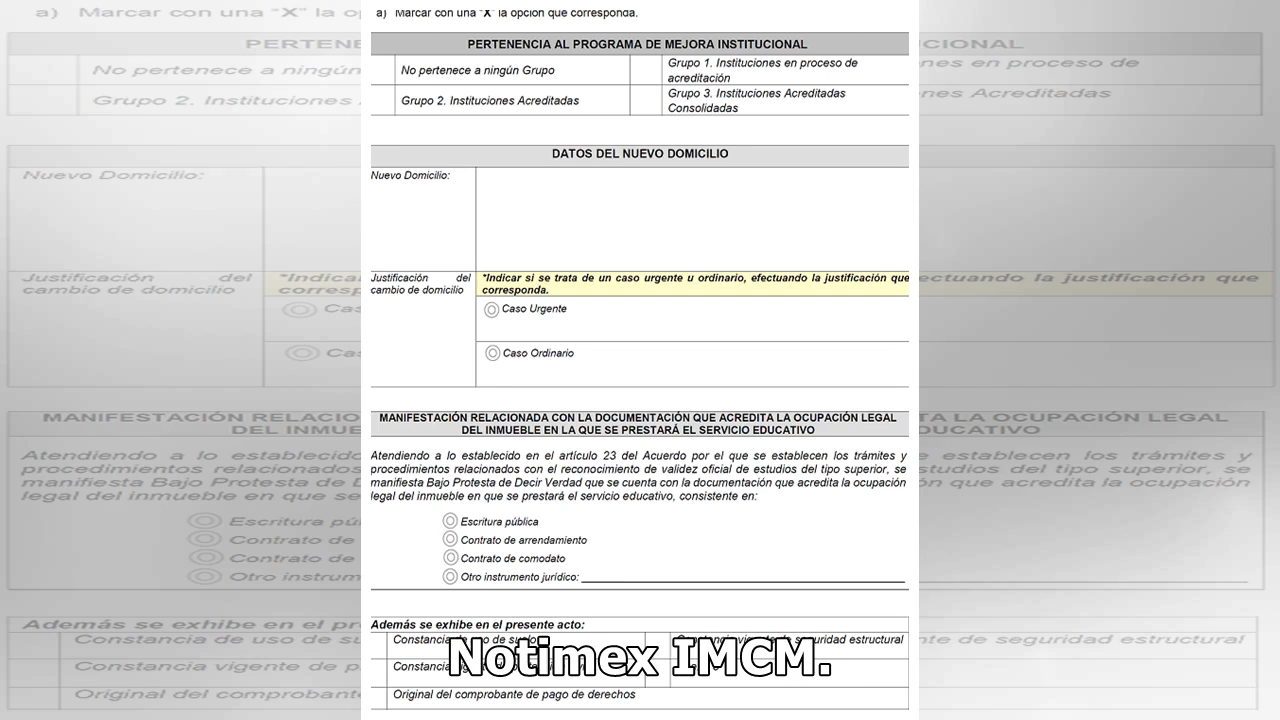 a) Marcar con una "X" la opción que corresponda.
PERTENENCIA AL PROGRAMA DE MEJORA INSTITUCIONAL
No pertenece a ningún Grupo
Grupo 1. Instituciones en proceso de
acreditación
Grupo 2. Instituciones Acreditadas
Grupo 3. Instituciones Acreditadas
Consolidadas
DATOS DEL NUEVO DOMICILIO
Nuevo Domicilio:
Justificación del
cambio de domicilio
*Indicar si se trata de un caso urgente u ordinario, efectuando la justificación que
corresponda.
Caso Urgente
Caso Ordinario
MANIFESTACIÓN RELACIONADA CON LA DOCUMENTACIÓN QUE ACREDITA LA OCUPACIÓN LEGAL
DEL INMUEBLE EN LA QUE SE PRESTARÁ EL SERVICIO EDUCATIVO
Atendiendo a lo establecido en el artículo 23 del Acuerdo por el que se establecen los trámites y
procedimientos relacionados con el reconocimiento de validez oficial de estudios del tipo superior, se
manifiesta Bajo Protesta de Decir Verdad que se cuenta con la documentación que acredita la ocupación
legal del inmueble en que se prestará el servicio educativo, consistente en:
Escritura pública
Contrato de arrendamiento
Contrato de comodato
Otro instrumento jurídico:
Además se exhibe en el presente acto:
Constancia de uso de suelo
Constancia vigente de seguridad estructural
Constancia vigente
Notimex IMCM.
Original del comprobante de pago de derechos